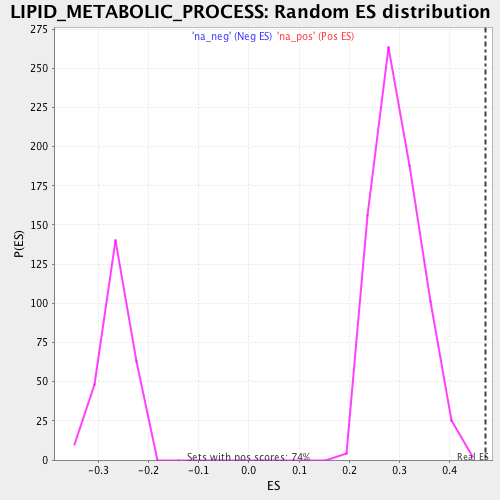 LIPID_METABOLIC_PROCESS: Random ES distribution
'na_neg' (Neg ES) 'na_pos' (Pos ES)
275
250
225
200
175
150
125
100
75
50
25
0
P(ES)
Sets with pos scores: 74%
Real ES
-0.3 -0.2 -0.1 0.0 0.1 0.2 0.3 0.4
ES